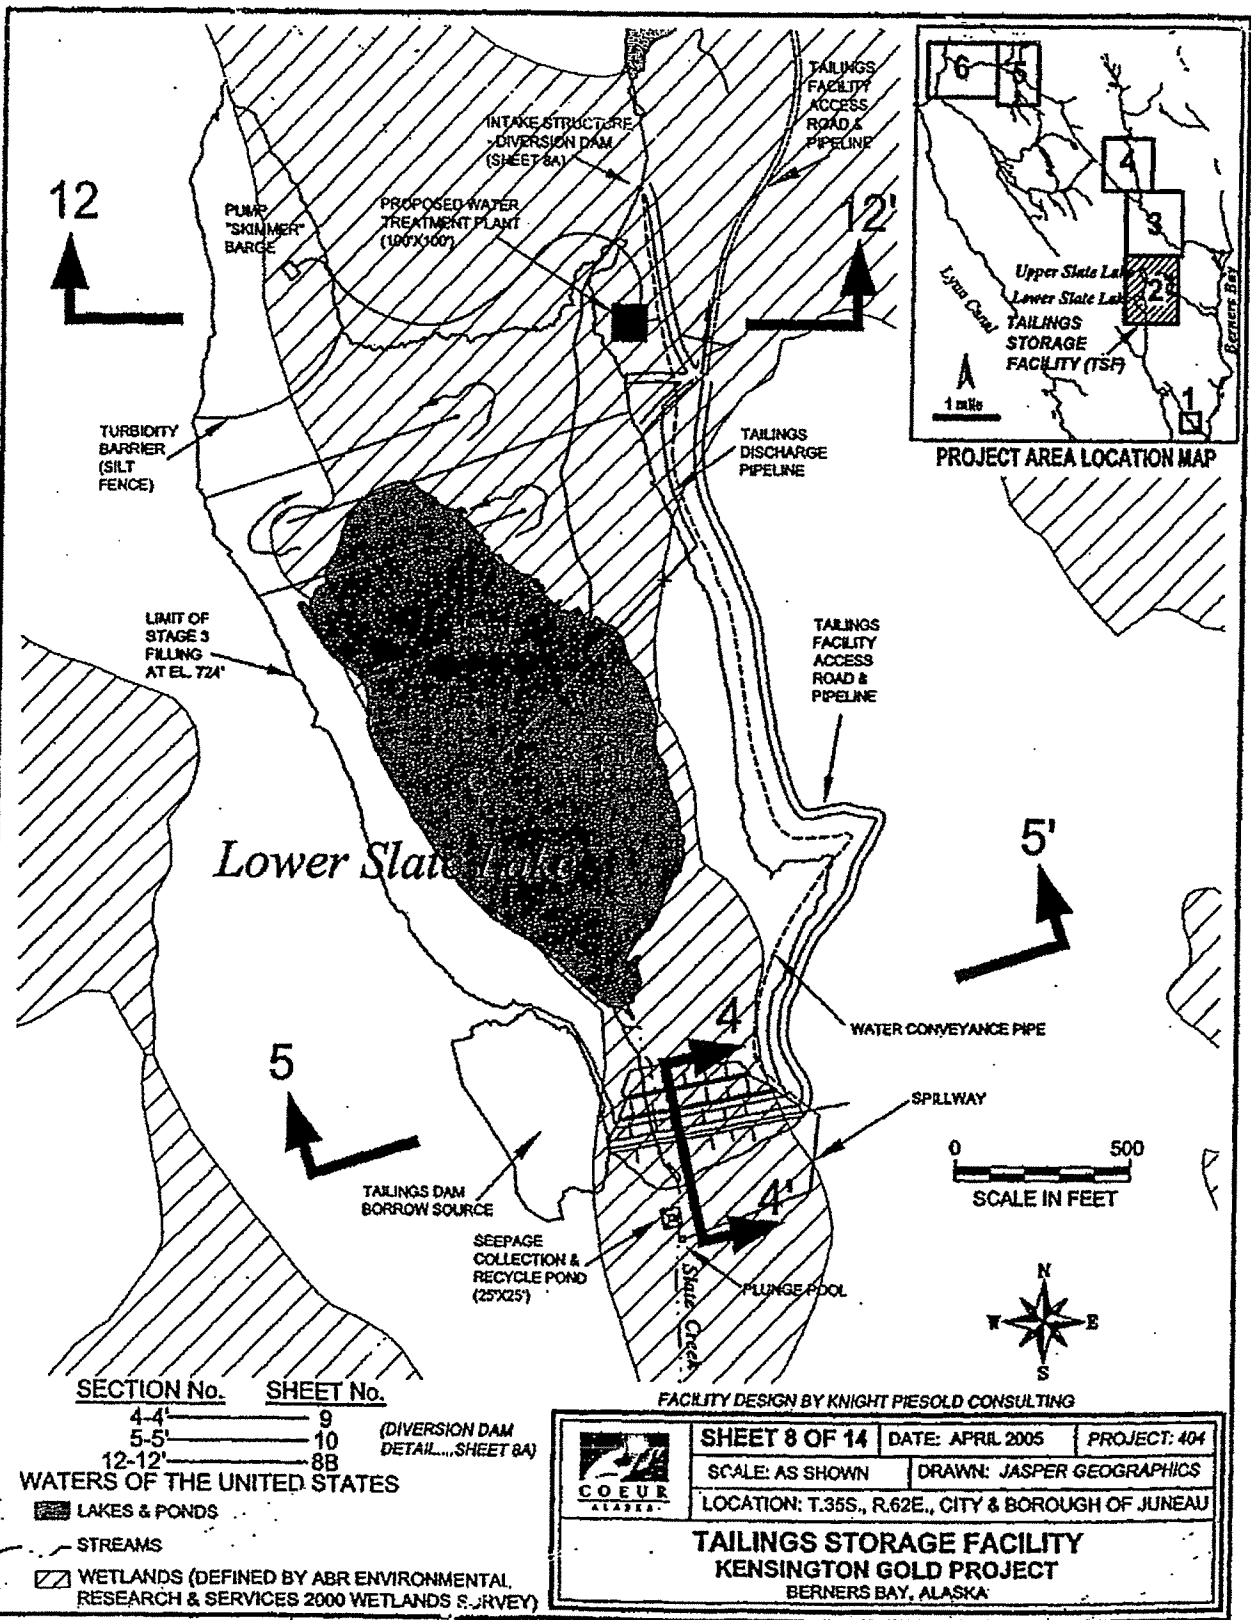 TAILINGS
FACILITY
ACCESS
ROAD &
PIPELINE
INTAKE STRUCTURE
- DIVERSION DAM
(SHEET 8A)
PROPOSED WATER
TREATMENT PLANT
(100'X100')
PUMP
"SKIMMER"
BARGE
12
12'
6
5
4
3
2
1
Upper Slate Lake
Lower Slate Lake
Lynn Canal
Berners Bay
TAILINGS
STORAGE
FACILITY (TSF)
1 mile
PROJECT AREA LOCATION MAP
TURBIDITY
BARRIER
(SILT
FENCE)
TAILINGS
DISCHARGE
PIPELINE
LIMIT OF
STAGE 3
FILLING
AT EL. 724'
TAILINGS
FACILITY
ACCESS
ROAD &
PIPELINE
Lower Slate Lake
5'
5
4
WATER CONVEYANCE PIPE
SPILLWAY
0 500
SCALE IN FEET
TAILINGS DAM
BORROW SOURCE
4'
SEEPAGE
COLLECTION &
RECYCLE POND
(25'X25')
PLUNGE POOL
Slate Creek
N
W E
S
SECTION No. SHEET No.
4-4' 9
5-5' 10
12-12' 8B
(DIVERSION DAM
DETAIL...SHEET 8A)
WATERS OF THE UNITED STATES
LAKES & PONDS
STREAMS
WETLANDS (DEFINED BY ABR ENVIRONMENTAL
RESEARCH & SERVICES 2000 WETLANDS SURVEY)
FACILITY DESIGN BY KNIGHT PIESOLD CONSULTING
COEUR
ALASKA
SHEET 8 OF 14 DATE: APRIL 2005 PROJECT: 404
SCALE: AS SHOWN DRAWN: JASPER GEOGRAPHICS
LOCATION: T.35S., R.62E., CITY & BOROUGH OF JUNEAU
TAILINGS STORAGE FACILITY
KENSINGTON GOLD PROJECT
BERNERS BAY, ALASKA